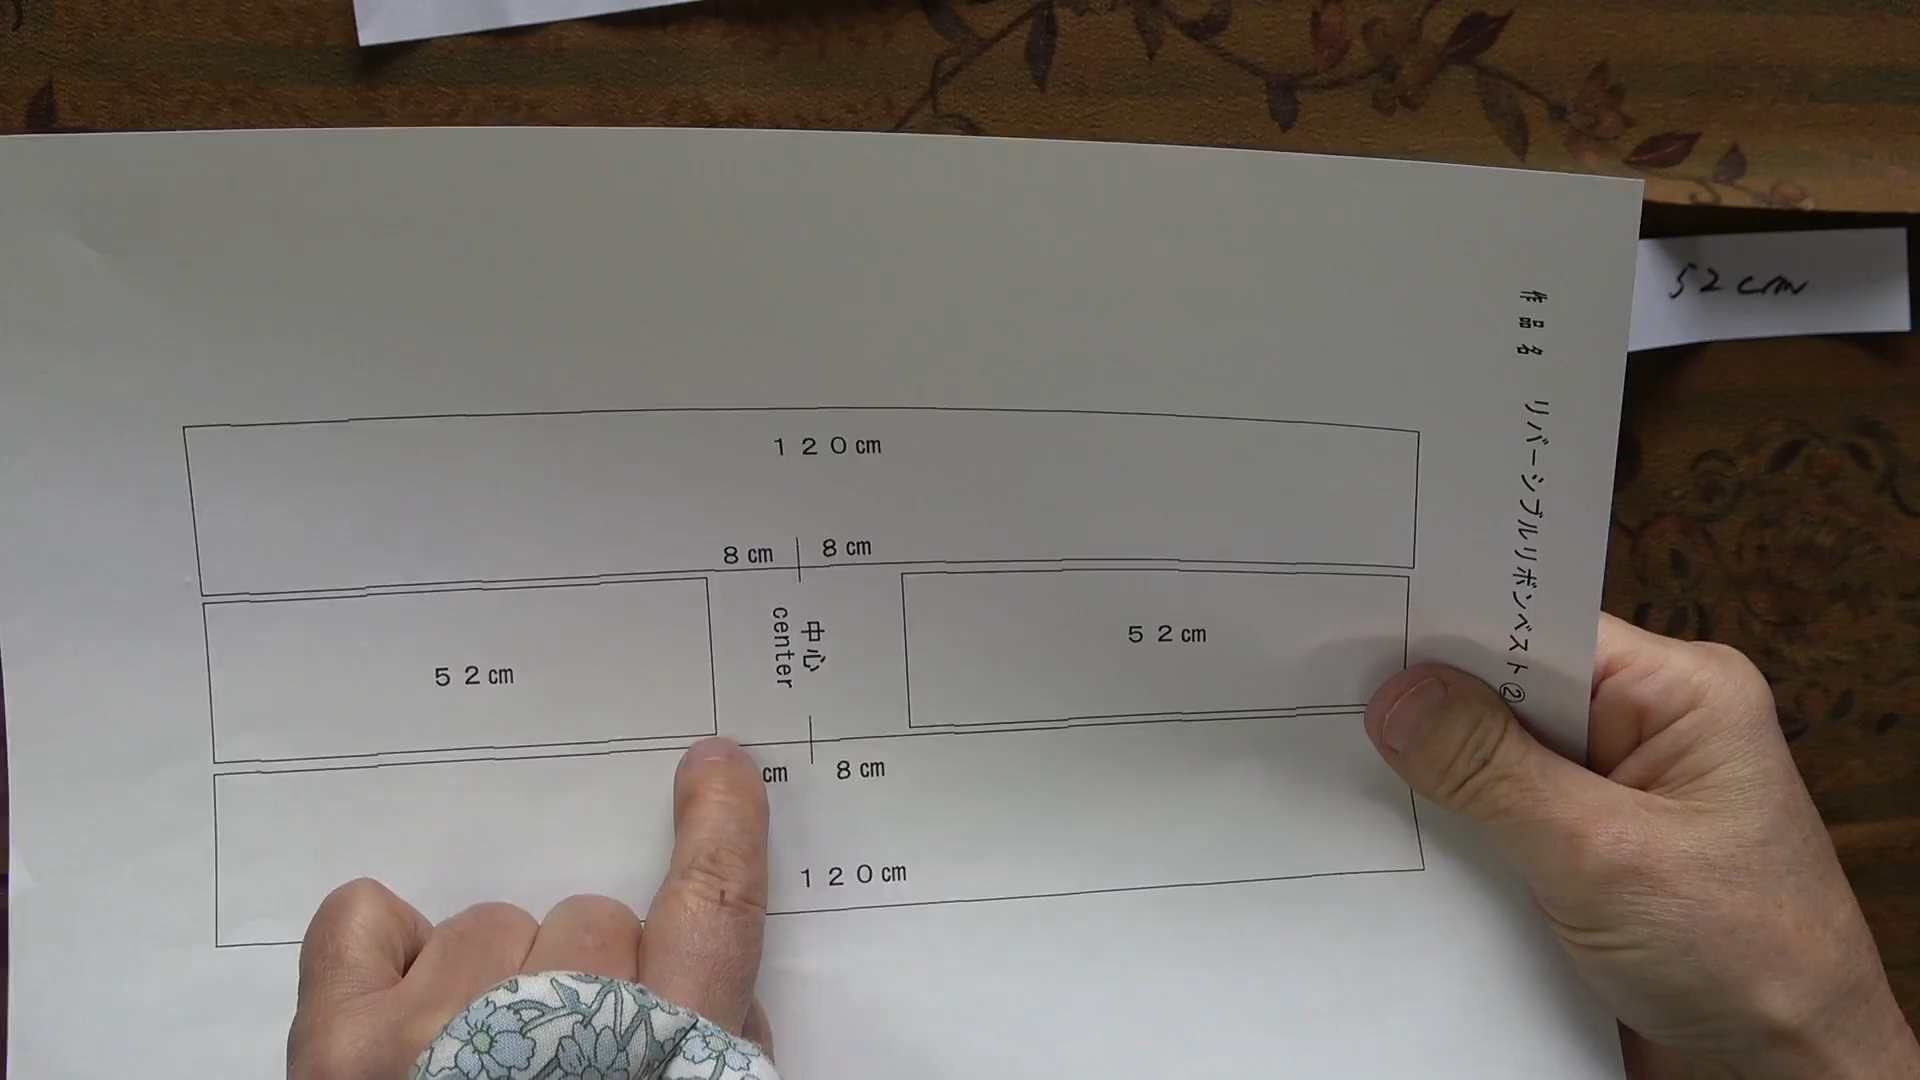 52cm
作品名 リバーシブルリボンベスト②
120cm
8cm 8cm
中心
center
52cm
52cm
cm 8cm
120cm